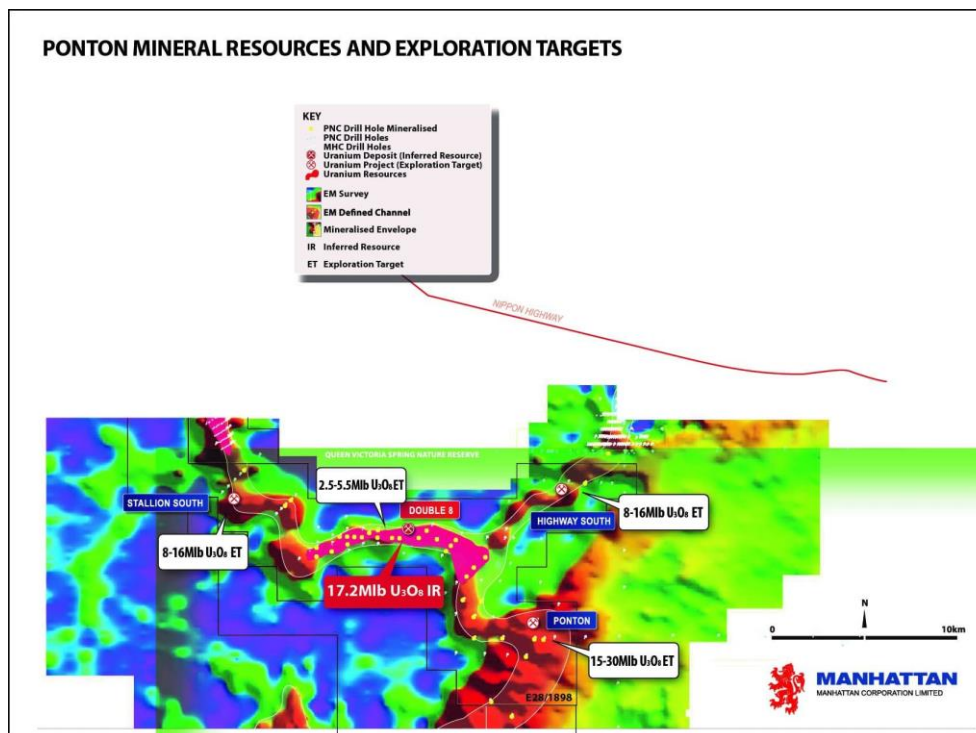 PONTON MINERAL RESOURCES AND EXPLORATION TARGETS
KEY
PNC Drill Hole Mineralised
PNC Drill Holes
MHC Drill Holes
Uranium Deposit (Inferred Resource)
Uranium Project (Exploration Target)
Uranium Resources
EM Survey
EM Defined Channel
Mineralised Envelope
IR Inferred Resource
ET Exploration Target
NIPPON HIGHWAY
QUEEN VICTORIA SPRING NATURE RESERVE
2.5-5.5Mlb U₃O₈ ET
STALLION SOUTH
DOUBLE 8
HIGHWAY SOUTH
8-16Mlb U₃O₈ ET
8-16Mlb U₃O₈ ET
17.2Mlb U₃O₈ IR
PONTON
15-30Mlb U₃O₈ ET
E28/1898
N
0 10km
MANHATTAN
MANHATTAN CORPORATION LIMITED